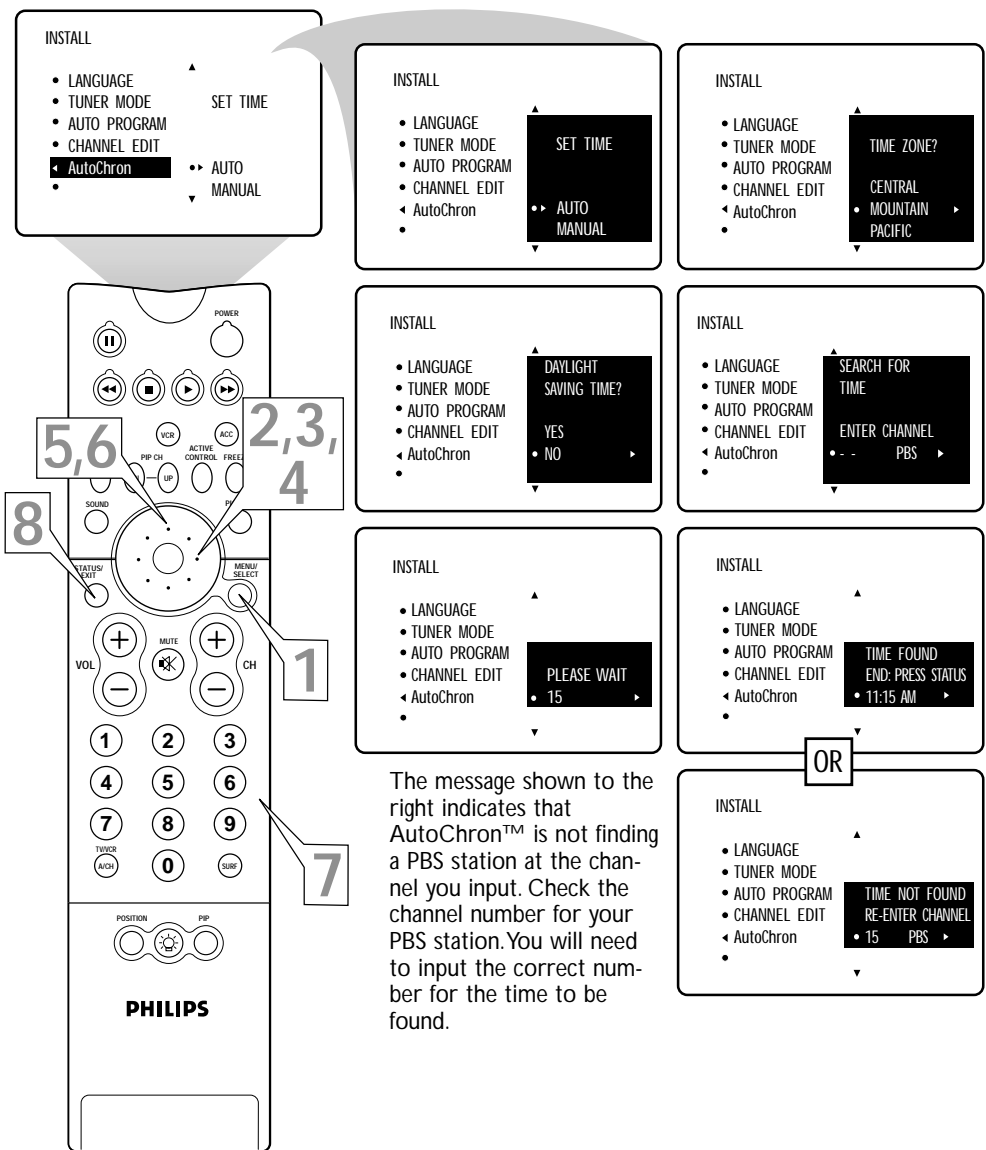 INSTALL
• LANGUAGE
• TUNER MODE SET TIME
• AUTO PROGRAM
• CHANNEL EDIT
AutoChron AUTO
MANUAL
INSTALL
• LANGUAGE
• TUNER MODE SET TIME
• AUTO PROGRAM
• CHANNEL EDIT
AutoChron AUTO
MANUAL
INSTALL
• LANGUAGE
• TUNER MODE TIME ZONE?
• AUTO PROGRAM
• CHANNEL EDIT CENTRAL
AutoChron • MOUNTAIN
PACIFIC
INSTALL
• LANGUAGE DAYLIGHT
• TUNER MODE SAVING TIME?
• AUTO PROGRAM
• CHANNEL EDIT YES
AutoChron • NO
INSTALL
• LANGUAGE SEARCH FOR
• TUNER MODE TIME
• AUTO PROGRAM
• CHANNEL EDIT ENTER CHANNEL
AutoChron • - - PBS
INSTALL
• LANGUAGE
• TUNER MODE
• AUTO PROGRAM
• CHANNEL EDIT PLEASE WAIT
AutoChron • 15
INSTALL
• LANGUAGE
• TUNER MODE
• AUTO PROGRAM TIME FOUND
• CHANNEL EDIT END: PRESS STATUS
AutoChron • 11:15 AM
OR
INSTALL
• LANGUAGE
• TUNER MODE
• AUTO PROGRAM TIME NOT FOUND
• CHANNEL EDIT RE-ENTER CHANNEL
AutoChron • 15 PBS
The message shown to the
right indicates that
AutoChron™ is not finding
a PBS station at the chan-
nel you input. Check the
channel number for your
PBS station.You will need
to input the correct num-
ber for the time to be
found.
POWER
VCR ACC
PIP CH ACTIVE
CONTROL
UP
SOUND
5,6
2,3,
4
8
STATUS/
EXIT
MENU/
SELECT
1
VOL MUTE CH
1 2 3
4 5 6
7 8 9
TV/VCR
A/CH 0 SURF
7
POSITION PIP
PHILIPS